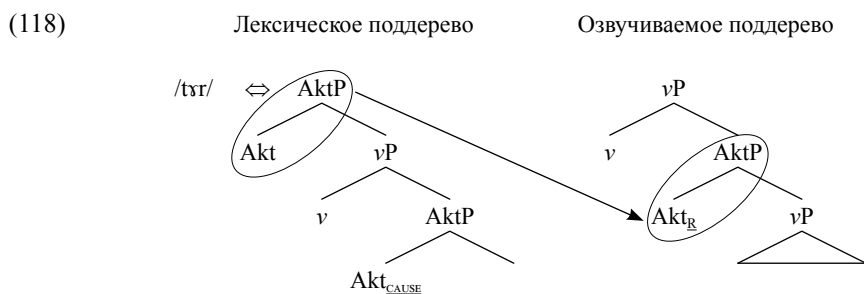 (118) Лексическое поддерево Озвучиваемое поддерево
/tɤr/ ⇔ AktP vP
Akt vP v AktP
v AktP Akt_R vP
Akt_CAUSE